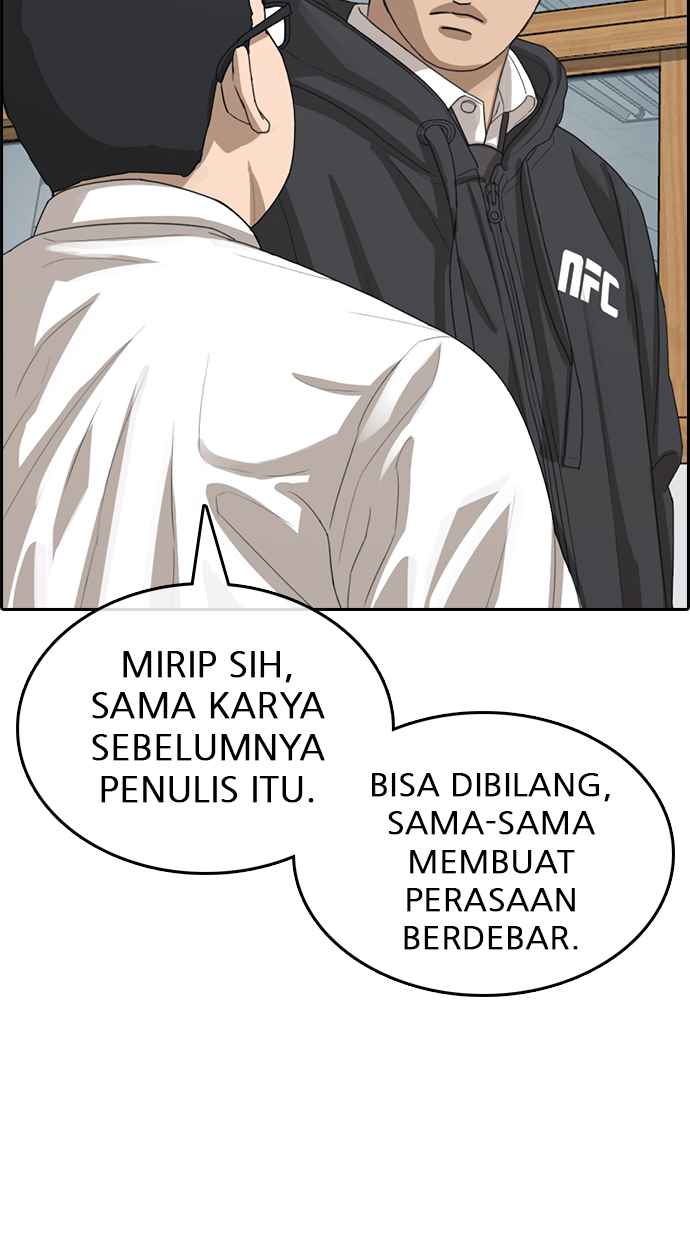 NFC
MIRIP SIH,
SAMA KARYA
SEBELUMNYA
PENULIS ITU.
BISA DIBILANG,
SAMA-SAMA
MEMBUAT
PERASAAN
BERDEBAR.